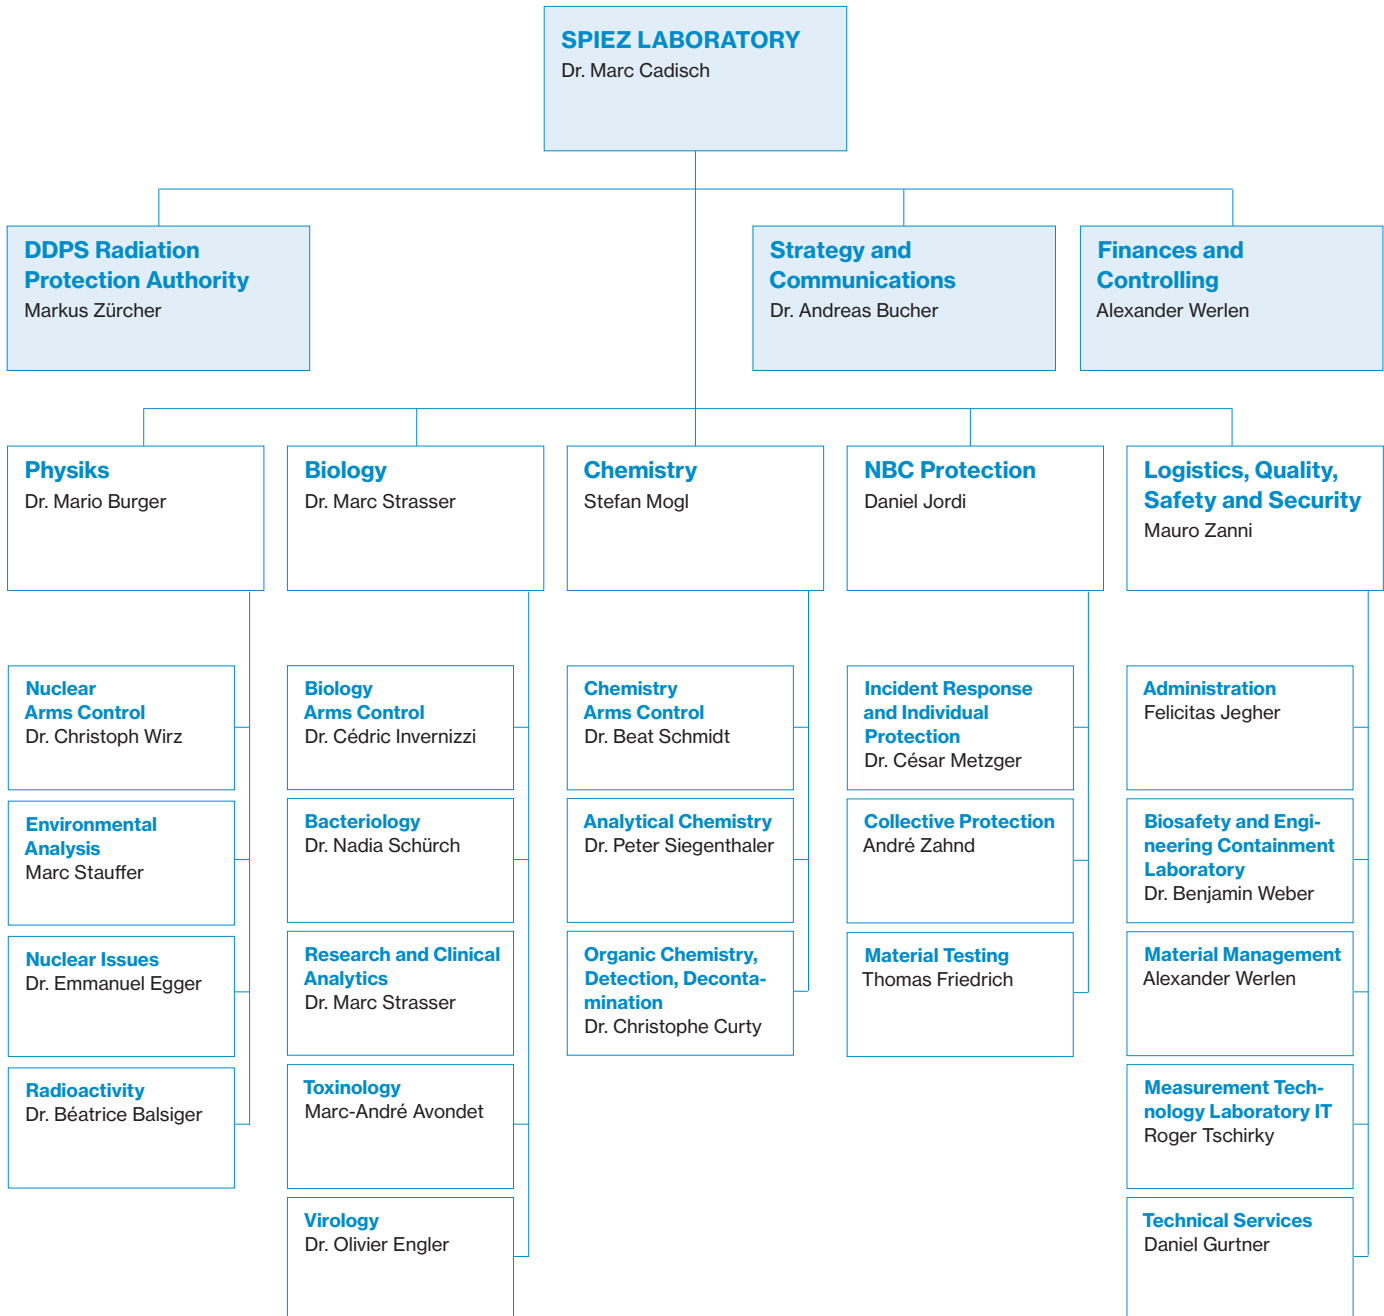 SPIEZ LABORATORY
Dr. Marc Cadisch
DDPS Radiation
Protection Authority
Markus Zürcher
Strategy and
Communications
Dr. Andreas Bucher
Finances and
Controlling
Alexander Werlen
Physiks
Dr. Mario Burger
Biology
Dr. Marc Strasser
Chemistry
Stefan Mogl
NBC Protection
Daniel Jordi
Logistics, Quality,
Safety and Security
Mauro Zanni
Nuclear
Arms Control
Dr. Christoph Wirz
Environmental
Analysis
Marc Stauffer
Nuclear Issues
Dr. Emmanuel Egger
Radioactivity
Dr. Béatrice Balsiger
Biology
Arms Control
Dr. Cédric Invernizzi
Bacteriology
Dr. Nadia Schürch
Research and Clinical
Analytics
Dr. Marc Strasser
Toxinology
Marc-André Avondet
Virology
Dr. Olivier Engler
Chemistry
Arms Control
Dr. Beat Schmidt
Analytical Chemistry
Dr. Peter Siegenthaler
Organic Chemistry,
Detection, Deconta-
mination
Dr. Christophe Curty
Incident Response
and Individual
Protection
Dr. César Metzger
Collective Protection
André Zahnd
Material Testing
Thomas Friedrich
Administration
Felicitas Jegher
Biosafety and Engi-
neering Containment
Laboratory
Dr. Benjamin Weber
Material Management
Alexander Werlen
Measurement Tech-
nology Laboratory IT
Roger Tschirky
Technical Services
Daniel Gurtner